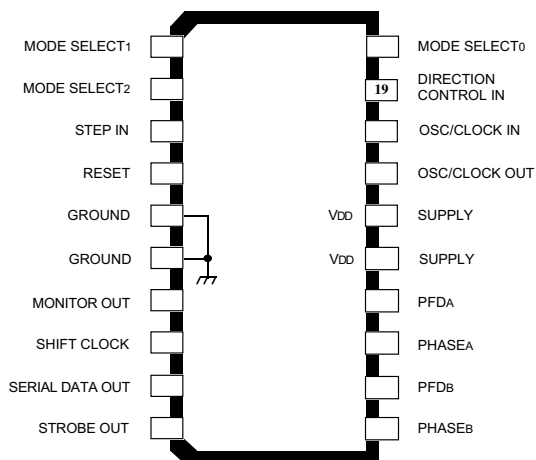 MODE SELECT1
MODE SELECT2
STEP IN
RESET
GROUND
GROUND
MONITOR OUT
SHIFT CLOCK
SERIAL DATA OUT
STROBE OUT
MODE SELECT0
19 DIRECTION
CONTROL IN
OSC/CLOCK IN
OSC/CLOCK OUT
VDD SUPPLY
VDD SUPPLY
PFDA
PHASEA
PFDB
PHASEB